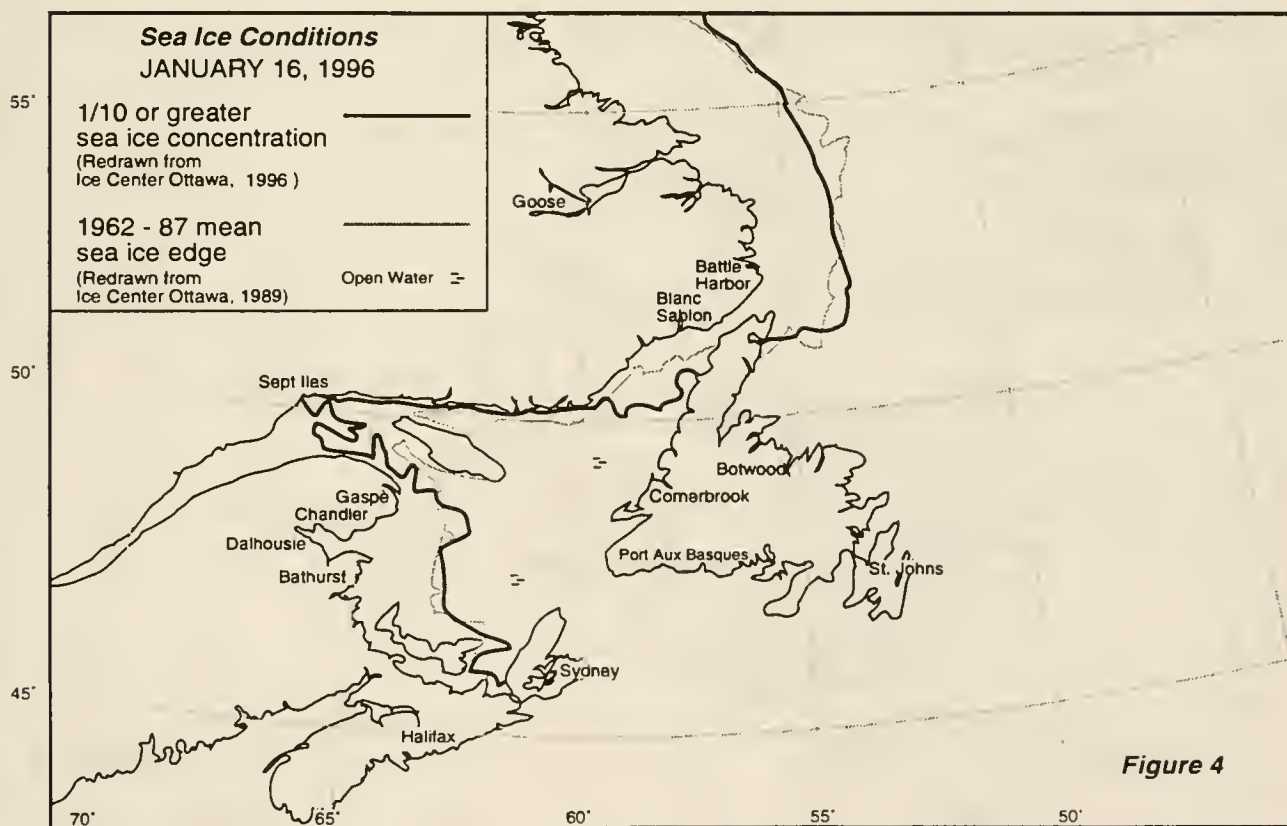 Sea Ice Conditions
JANUARY 16, 1996
1/10 or greater
sea ice concentration
(Redrawn from
Ice Center Ottawa, 1996 )
1962 - 87 mean
sea ice edge
(Redrawn from
Ice Center Ottawa, 1989)
Open Water
55°
50°
45°
Goose
Battle
Harbor
Blanc
Sablon
Sept Iles
Botwood
Cornerbrook
Gaspè
Chandler
Dalhousie
Port Aux Basques
St. Johns
Bathurst
Sydney
Halifax
Figure 4
70°
65°
60°
55°
50°